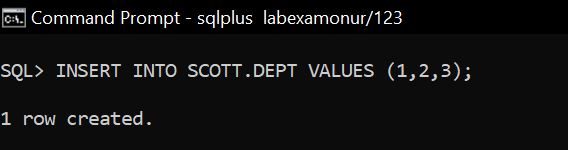 C:\. Command Prompt - sqlplus labexamonur/123
SQL> INSERT INTO SCOTT.DEPT VALUES (1,2,3);
1 row created.